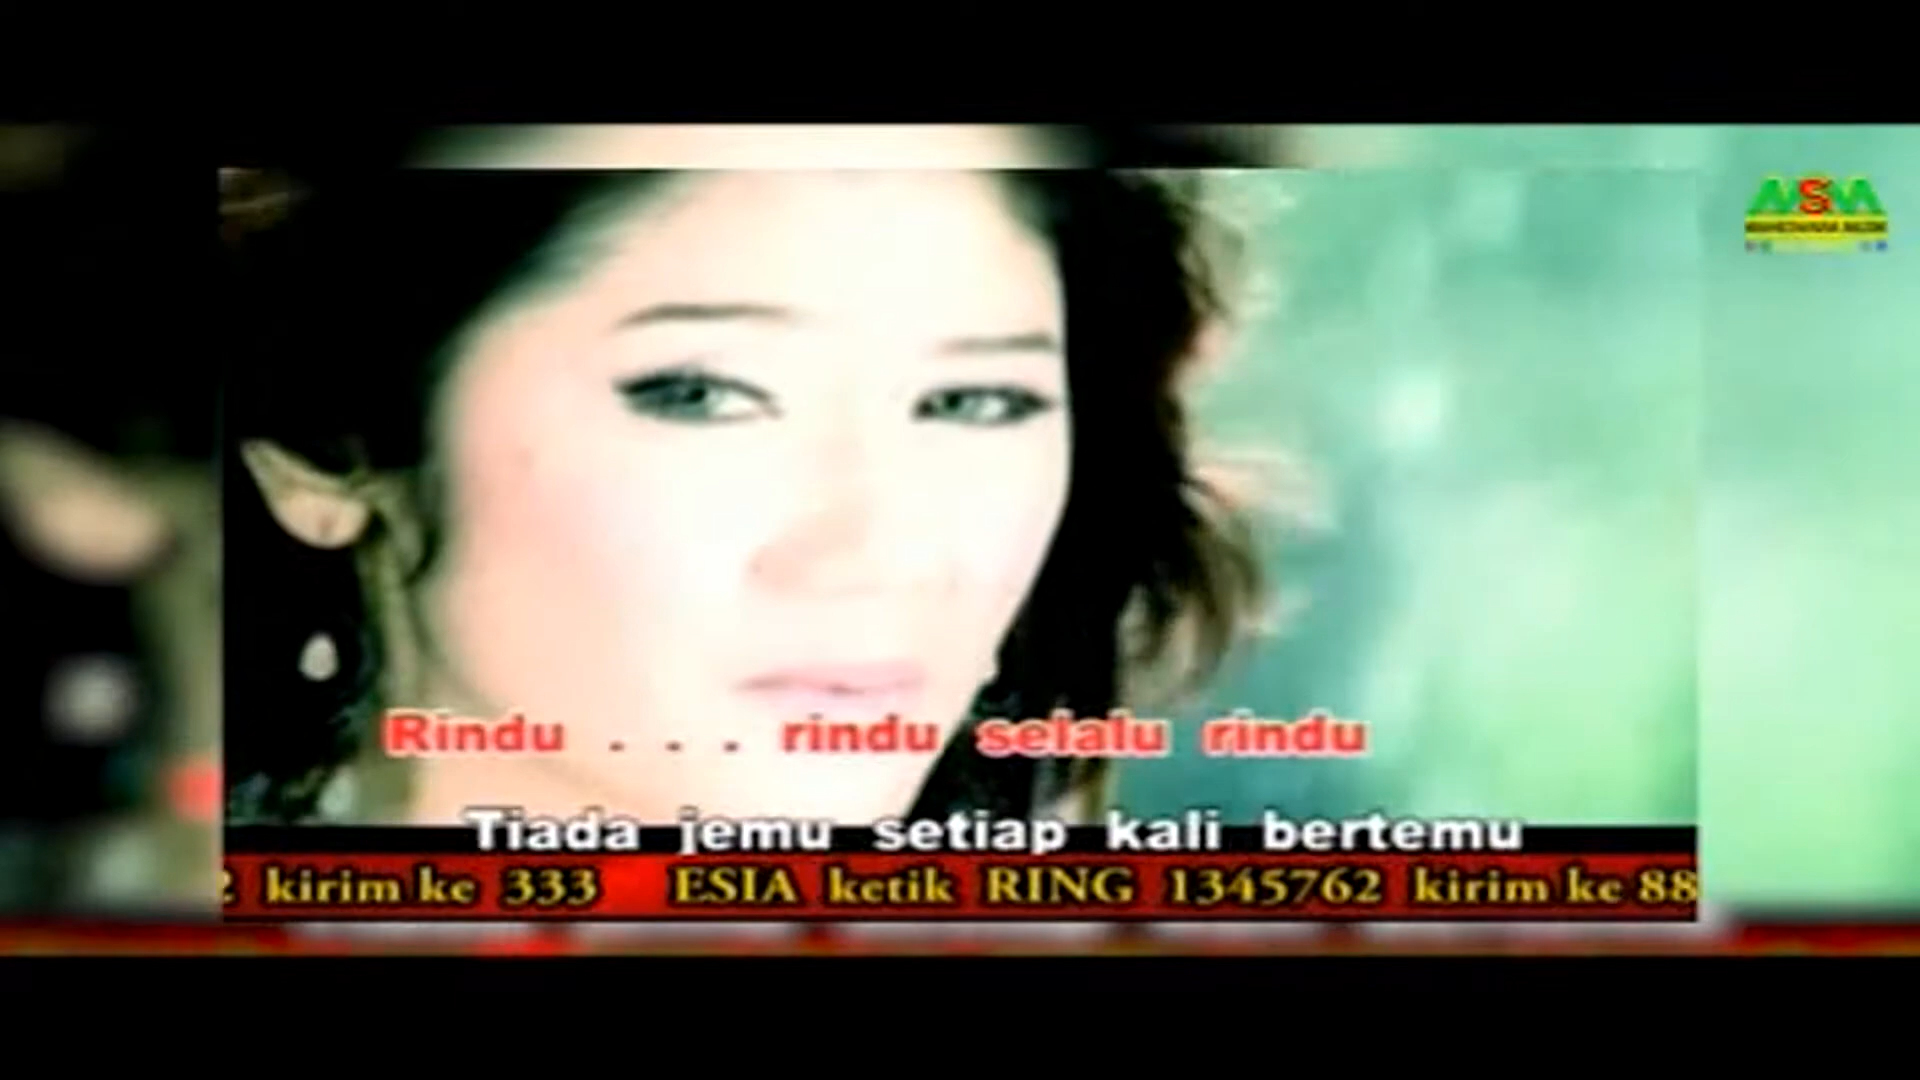 Rindu . . . rindu selalu rindu
Tiada jemu setiap kali bertemu
kirim ke 333 ESIA ketik RING 1345762 kirim ke 88